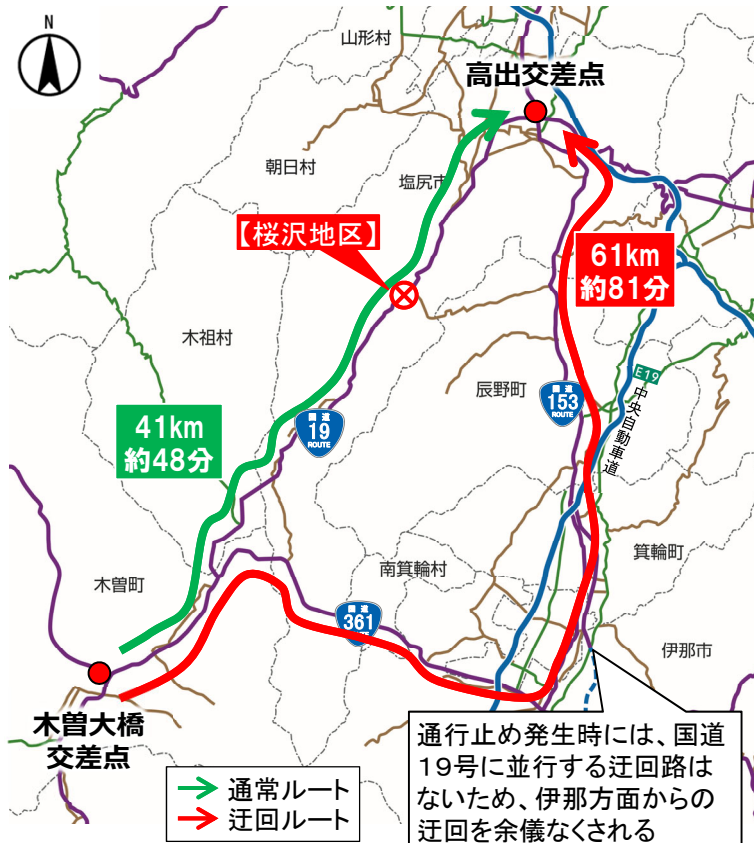 N
山形村
高出交差点
朝日村
塩尻市
【桜沢地区】
61km
約81分
木祖村
辰野町
E19
中央自動車道
国道
153
ROUTE
国道
19
ROUTE
41km
約48分
木曽町
南箕輪村
箕輪町
国道
361
伊那市
木曽大橋
交差点
通行止め発生時には、国道
19号に並行する迂回路は
ないため、伊那方面からの
迂回を余儀なくされる
通常ルート
迂回ルート